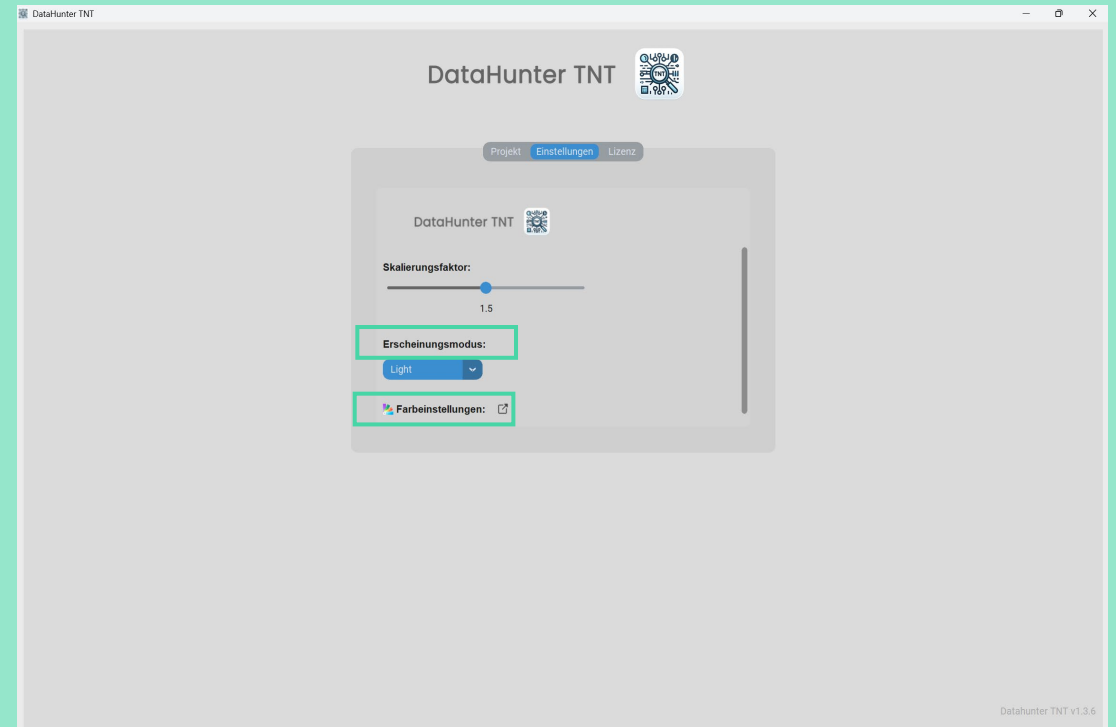 DataHunter TNT
DataHunter TNT
TNT
Projekt Einstellungen Lizenz
DataHunter TNT
Skalierungsfaktor:
1.5
Erscheinungsmodus:
Light
Farbeinstellungen:
Datahunter TNT v1.3.6